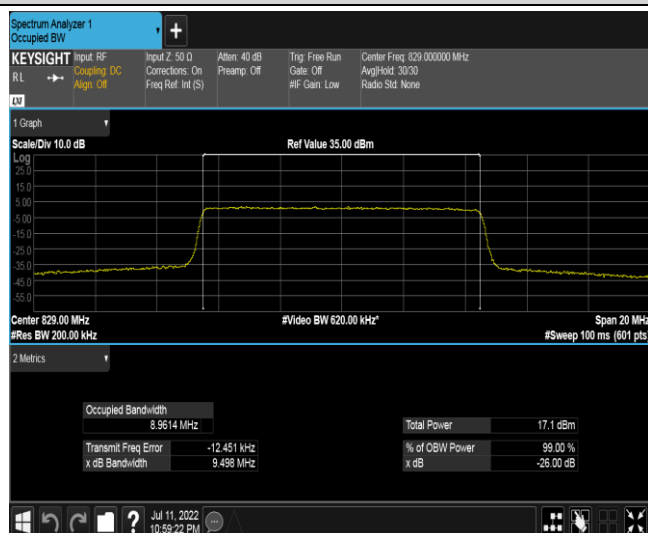 Spectrum Analyzer 1
Occupied BW
+
KEYSIGHT
RL
LXI
Input: RF
Coupling: DC
Align: Off
Input Z: 50 Ω
Corrections: On
Freq Ref: Int (S)
Atten: 40 dB
Preamp: Off
Trig: Free Run
Gate: Off
#IF Gain: Low
Center Freq: 829.000000 MHz
Avg|Hold: 30/30
Radio Std: None
1 Graph
Scale/Div 10.0 dB
Ref Value 35.00 dBm
Log
25.0
15.0
5.00
-5.00
-15.0
-25.0
-35.0
-45.0
-55.0
Center 829.00 MHz
#Video BW 620.00 kHz*
Span 20 MHz
#Res BW 200.00 kHz
#Sweep 100 ms (601 pts)
2 Metrics
Occupied Bandwidth
8.9614 MHz
Total Power 17.1 dBm
Transmit Freq Error -12.451 kHz
% of OBW Power 99.00 %
x dB Bandwidth 9.498 MHz
x dB -26.00 dB
?
Jul 11, 2022
10:59:22 PM